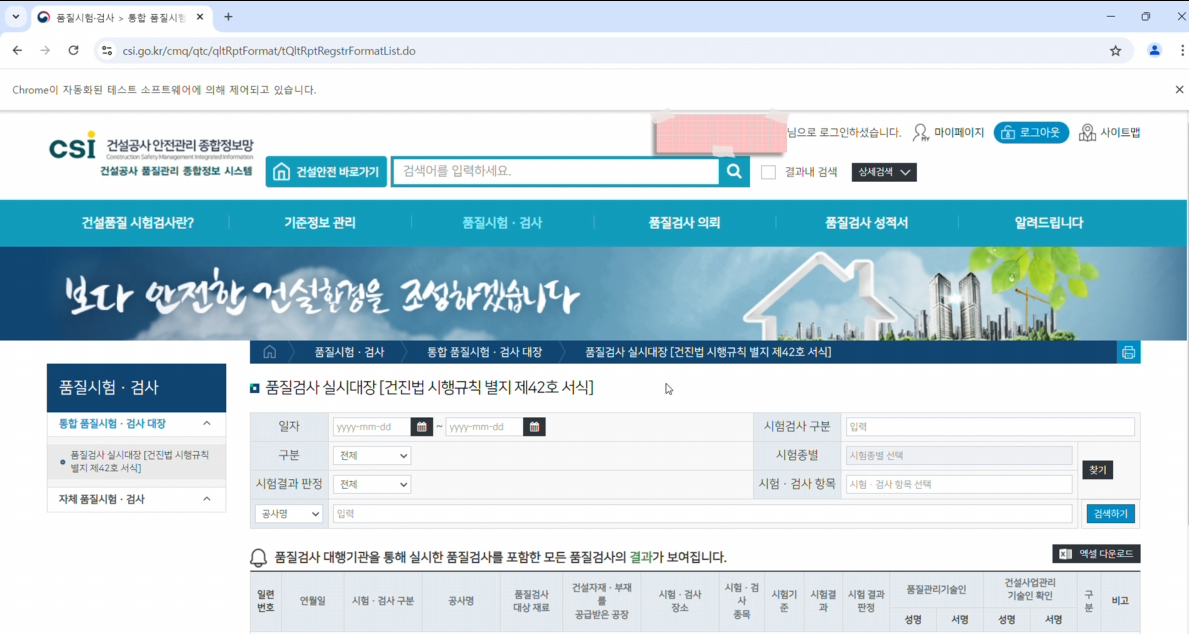 품질시험·검사 > 통합 품질시험
csi.go.kr/cmq/qtc/qltRptFormat/tQltRptRegstrFormatList.do
Chrome이 자동화된 테스트 소프트웨어에 의해 제어되고 있습니다.
님으로 로그인하셨습니다.
마이페이지
로그아웃
사이트맵
CSI 건설공사 안전관리 종합정보망
Construction Safety Management Integrated Information
건설공사 품질관리 종합정보 시스템
건설안전 바로가기
검색어를 입력하세요.
결과내 검색
상세검색
건설품질 시험검사란?
기준정보 관리
품질시험·검사
품질검사 의뢰
품질검사 성적서
알려드립니다
보다 안전한 건설환경을 조성하겠습니다
품질시험·검사
통합 품질시험·검사 대장
품질검사 실시대장 [건진법 시행규칙 별지 제42호 서식]
품질시험·검사
통합 품질시험·검사 대장
품질검사 실시대장 [건진법 시행규칙
별지 제42호 서식]
자체 품질시험·검사
품질검사 실시대장 [건진법 시행규칙 별지 제42호 서식]
일자 yyyy-mm-dd ~ yyyy-mm-dd 시험검사 구분 입력
구분 전체 시험종별 시험종별 선택
찾기
시험결과 판정 전체 시험·검사 항목 시험·검사 항목 선택
공사명 입력 검색하기
품질검사 대행기관을 통해 실시한 품질검사를 포함한 모든 품질검사의 결과가 보여집니다.
엑셀 다운로드
일련
번호
연월일
시험·검사 구분
공사명
품질검사
대상 재료
건설자재·부재
를
공급받은 공장
시험·검사
장소
시험·검
사
종목
시험기
준
시험결
과
시험 결과
판정
품질관리기술인
성명 서명
건설사업관리
기술인 확인
성명 서명
구
분
비고